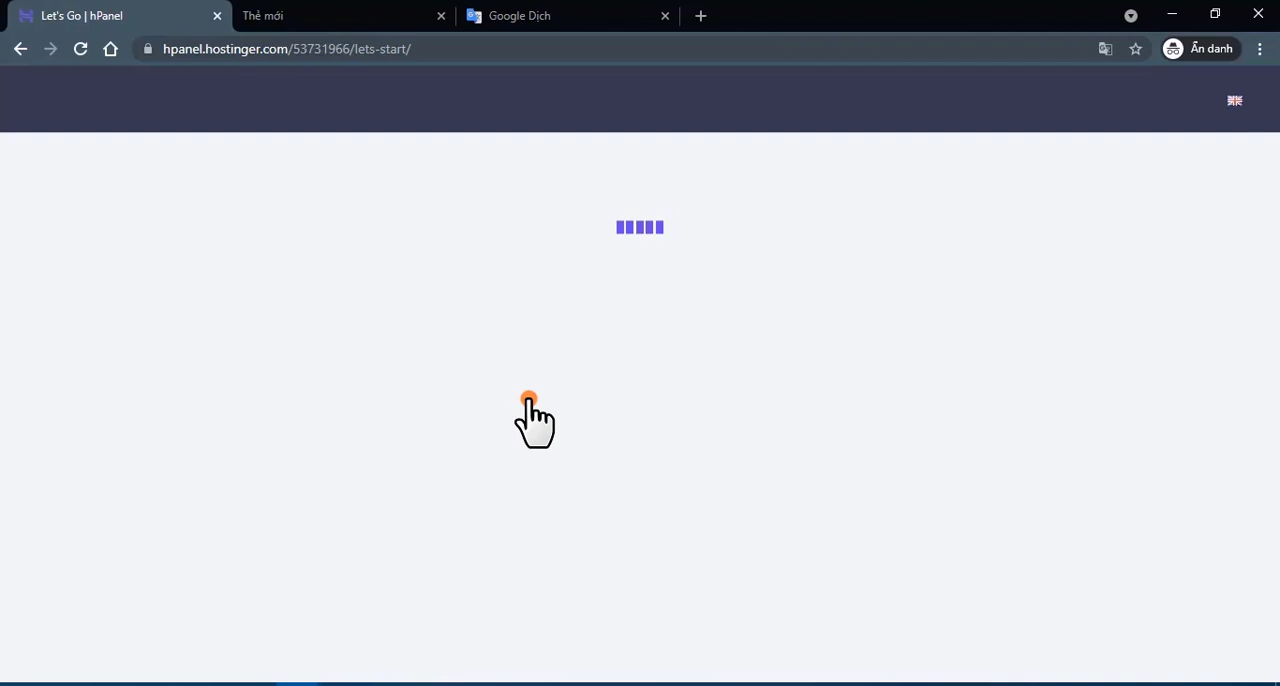 Let's Go | hPanel
Thẻ mới
Google Dịch
hpanel.hostinger.com/53731966/lets-start/
Ẩn danh